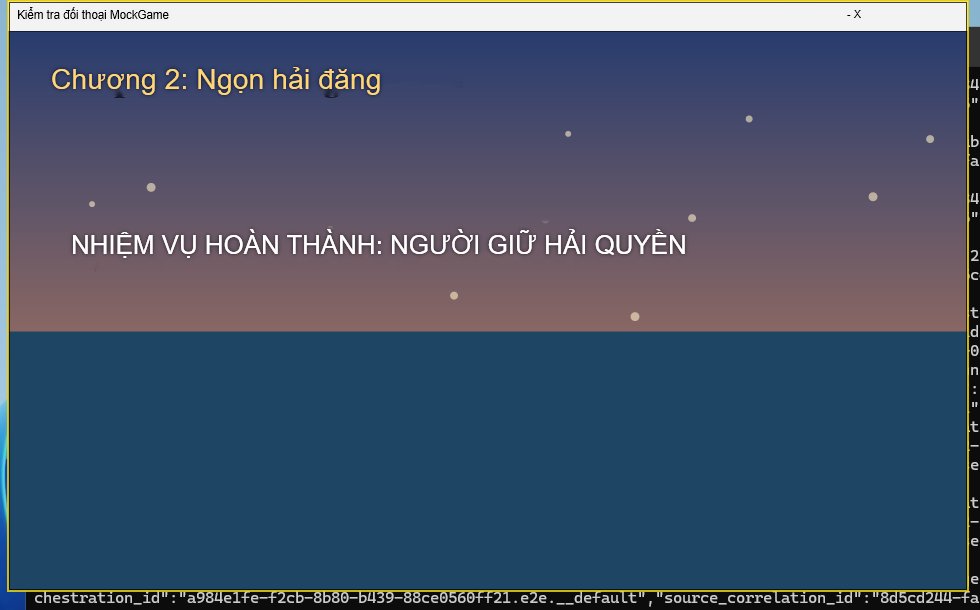 Kiểm tra đối thoại MockGame
- X
Chương 2: Ngọn hải đăng
NHIỆM VỤ HOÀN THÀNH: NGƯỜI GIỮ HẢI QUYỀN
chestration_id":"a984e1fe-f2cb-8b80-b439-88ce0560ff21.e2e.__default","source_correlation_id":"8d5cd244-fa